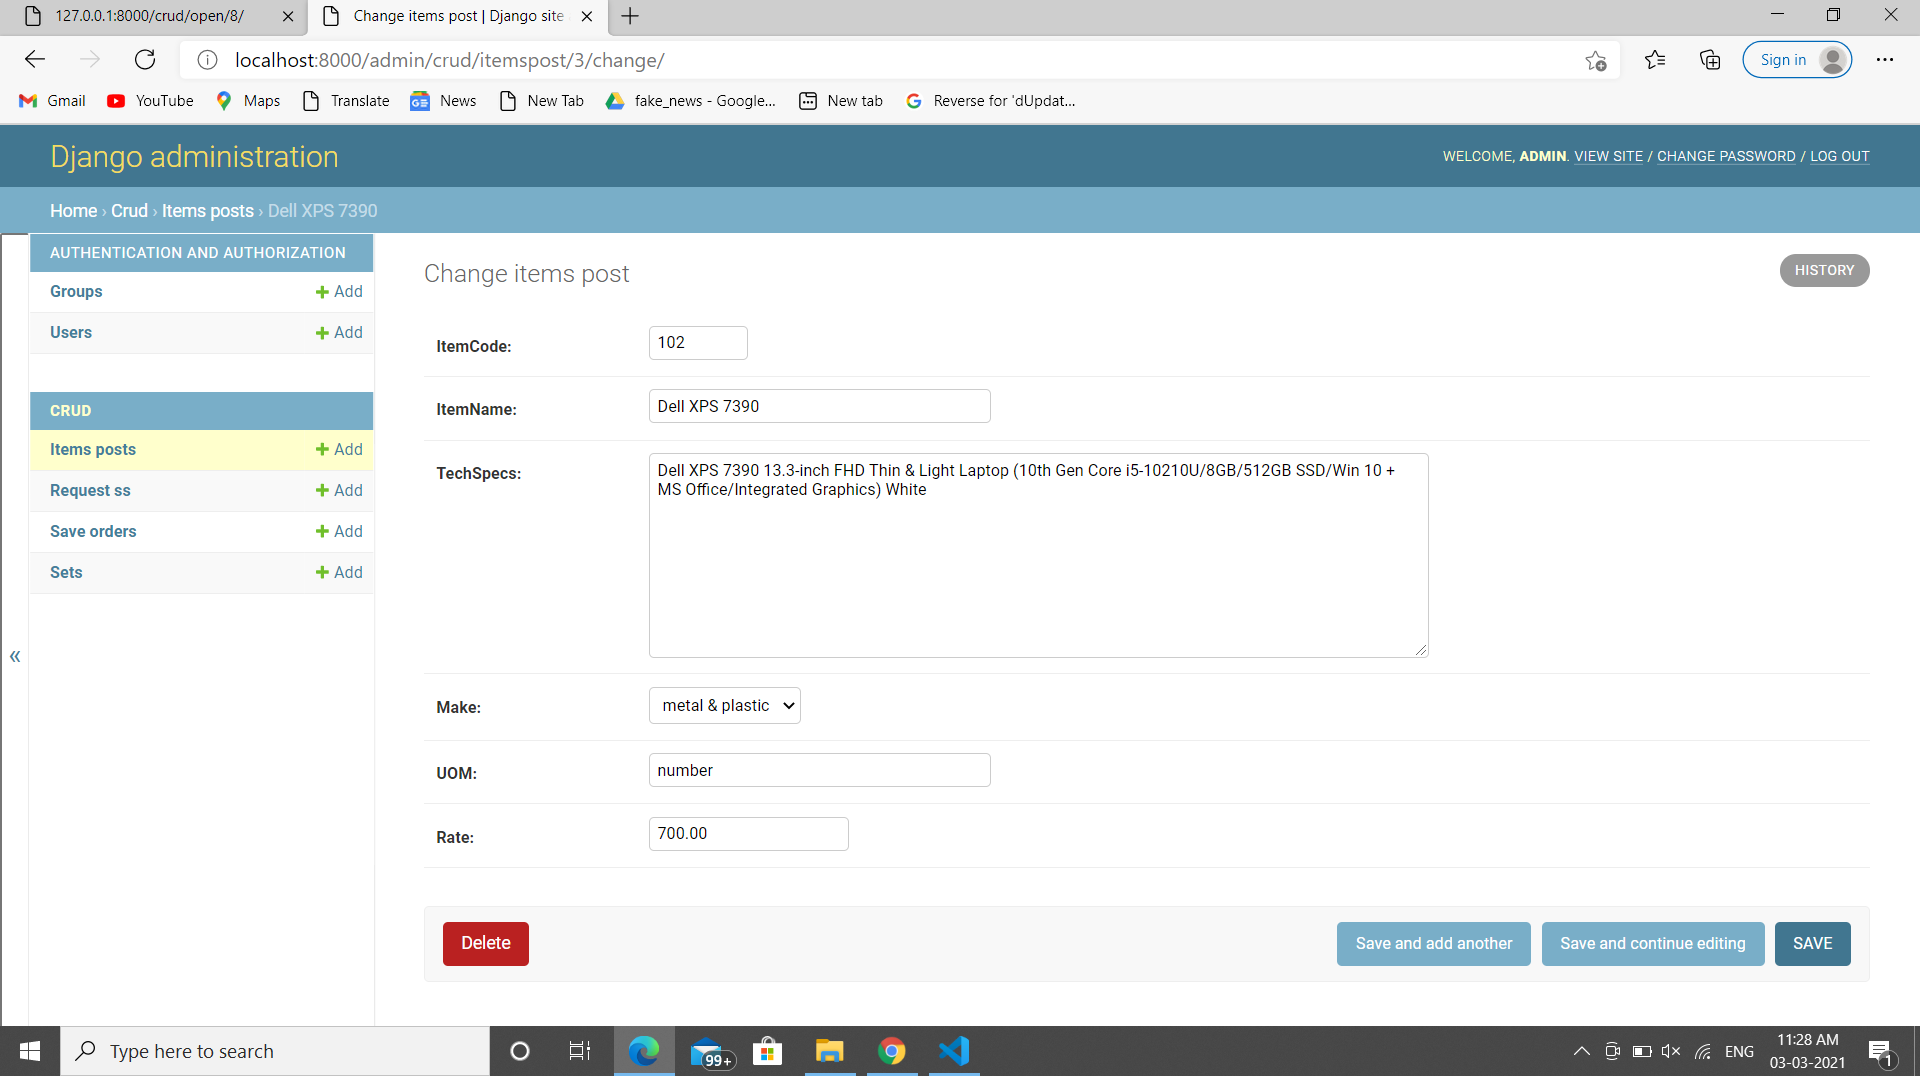 127.0.0.1:8000/crud/open/8/
Change items post | Django site
localhost:8000/admin/crud/itemspost/3/change/
Sign in
Gmail YouTube Maps Translate News New Tab fake_news - Google... New tab Reverse for 'dUpdat...
Django administration
WELCOME, ADMIN. VIEW SITE / CHANGE PASSWORD / LOG OUT
Home › Crud › Items posts › Dell XPS 7390
AUTHENTICATION AND AUTHORIZATION
Groups + Add
Users + Add
CRUD
Items posts + Add
Request ss + Add
Save orders + Add
Sets + Add
«
Change items post
HISTORY
ItemCode: 102
ItemName: Dell XPS 7390
TechSpecs: Dell XPS 7390 13.3-inch FHD Thin & Light Laptop (10th Gen Core i5-10210U/8GB/512GB SSD/Win 10 +
MS Office/Integrated Graphics) White
Make: metal & plastic
UOM: number
Rate: 700.00
Delete
Save and add another
Save and continue editing
SAVE
Type here to search
99+
ENG
11:28 AM
03-03-2021
1